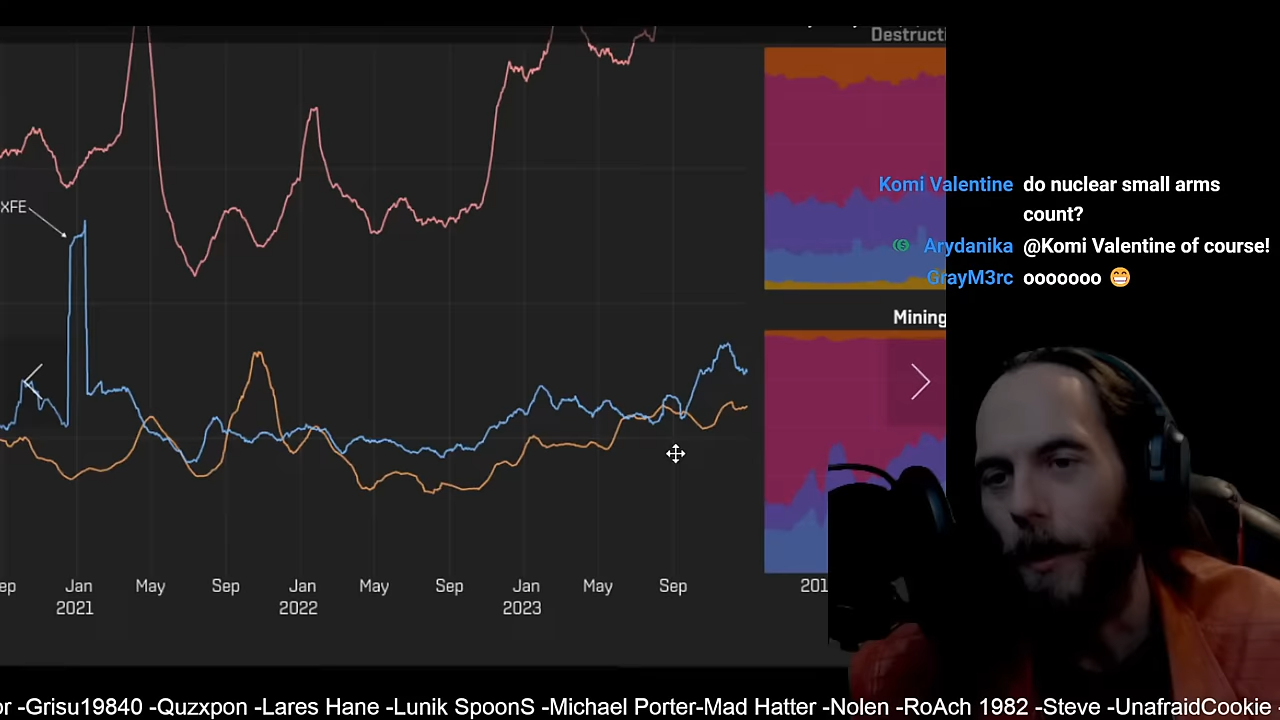 Destructi
XFE
Komi Valentine do nuclear small arms
count?
Arydanika @Komi Valentine of course!
GrayM3rc ooooooo 😁
Mining
ep Jan May Sep Jan May Sep Jan May Sep 201
2021 2022 2023
or -Grisu19840 -Quzxpon -Lares Hane -Lunik SpoonS -Michael Porter-Mad Hatter -Nolen -RoAch 1982 -Steve -UnafraidCookie -